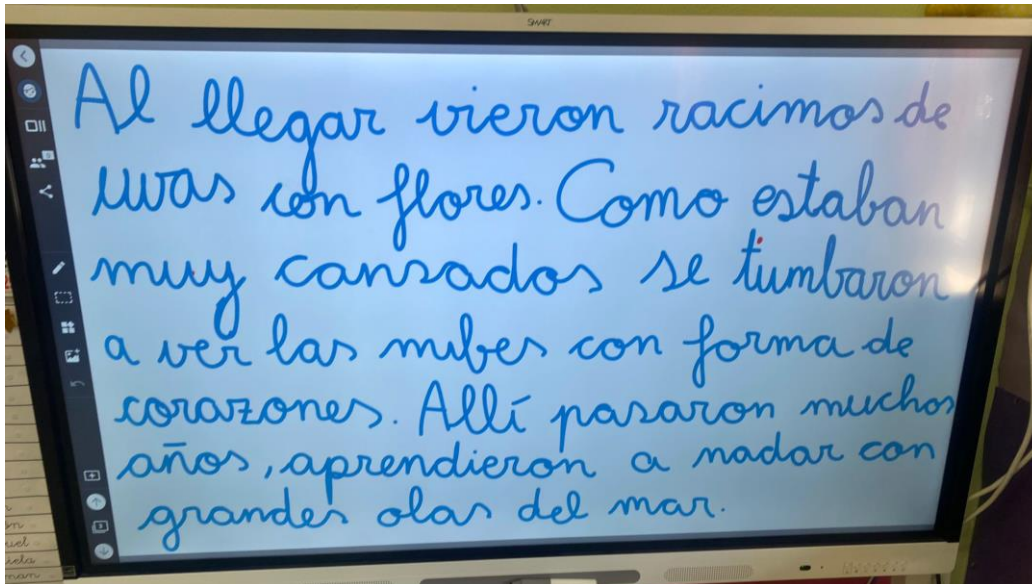 SMART
Al llegar vieron racimos de
uvas con flores. Como estaban
muy cansados se tumbaron
a ver las nubes con forma de
corazones. Allí pasaron muchos
años, aprendieron a nadar con
grandes olas del mar.